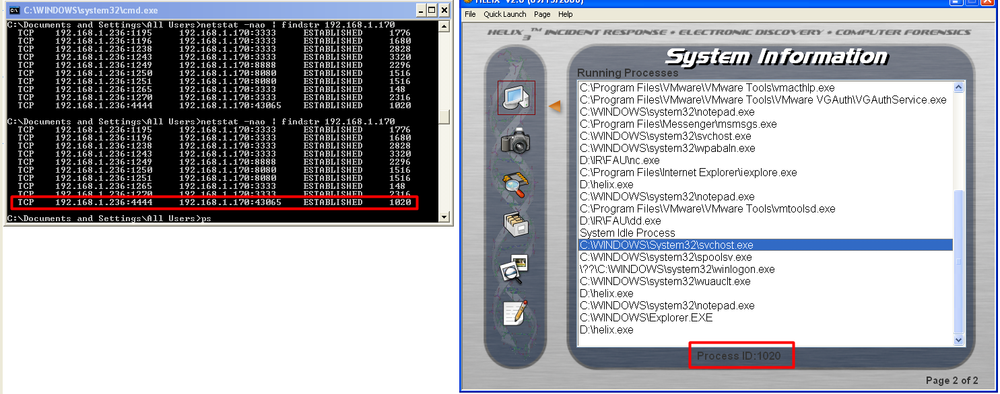 C:\WINDOWS\system32\cmd.exe
C:\Documents and Settings\All Users>netstat -nao | findstr 192.168.1.170
TCP 192.168.1.236:1195 192.168.1.170:3333 ESTABLISHED 1776
TCP 192.168.1.236:1196 192.168.1.170:3333 ESTABLISHED 1680
TCP 192.168.1.236:1238 192.168.1.170:3333 ESTABLISHED 2828
TCP 192.168.1.236:1243 192.168.1.170:3333 ESTABLISHED 3320
TCP 192.168.1.236:1249 192.168.1.170:8888 ESTABLISHED 2296
TCP 192.168.1.236:1250 192.168.1.170:8080 ESTABLISHED 1516
TCP 192.168.1.236:1251 192.168.1.170:8080 ESTABLISHED 1516
TCP 192.168.1.236:1265 192.168.1.170:3333 ESTABLISHED 148
TCP 192.168.1.236:1270 192.168.1.170:3333 ESTABLISHED 2316
TCP 192.168.1.236:4444 192.168.1.170:43065 ESTABLISHED 1020
C:\Documents and Settings\All Users>netstat -nao | findstr 192.168.1.170
TCP 192.168.1.236:1195 192.168.1.170:3333 ESTABLISHED 1776
TCP 192.168.1.236:1196 192.168.1.170:3333 ESTABLISHED 1680
TCP 192.168.1.236:1238 192.168.1.170:3333 ESTABLISHED 2828
TCP 192.168.1.236:1243 192.168.1.170:3333 ESTABLISHED 3320
TCP 192.168.1.236:1249 192.168.1.170:8888 ESTABLISHED 2296
TCP 192.168.1.236:1250 192.168.1.170:8080 ESTABLISHED 1516
TCP 192.168.1.236:1251 192.168.1.170:8080 ESTABLISHED 1516
TCP 192.168.1.236:1265 192.168.1.170:3333 ESTABLISHED 148
TCP 192.168.1.236:1270 192.168.1.170:3333 ESTABLISHED 2316
TCP 192.168.1.236:4444 192.168.1.170:43065 ESTABLISHED 1020
C:\Documents and Settings\All Users>ps
HELIX v2.0 (09/15/2008)
File Quick Launch Page Help
HELIX3™ INCIDENT RESPONSE • ELECTRONIC DISCOVERY • COMPUTER FORENSICS
System Information
Running Processes
C:\Program Files\VMware\VMware Tools\vmacthlp.exe
C:\Program Files\VMware\VMware Tools\VMware VGAuth\VGAuthService.exe
C:\WINDOWS\system32\notepad.exe
C:\Program Files\Messenger\msmsgs.exe
C:\WINDOWS\system32\svchost.exe
C:\WINDOWS\system32\wpabaln.exe
D:\IR\FAU\nc.exe
C:\Program Files\Internet Explorer\iexplore.exe
D:\helix.exe
C:\WINDOWS\system32\notepad.exe
C:\Program Files\VMware\VMware Tools\vmtoolsd.exe
D:\IR\FAU\dd.exe
System Idle Process
C:\WINDOWS\System32\svchost.exe
C:\WINDOWS\system32\spoolsv.exe
\??\C:\WINDOWS\system32\winlogon.exe
C:\WINDOWS\system32\wuauclt.exe
D:\helix.exe
C:\WINDOWS\system32\notepad.exe
C:\WINDOWS\Explorer.EXE
D:\helix.exe
Process ID:1020
Page 2 of 2